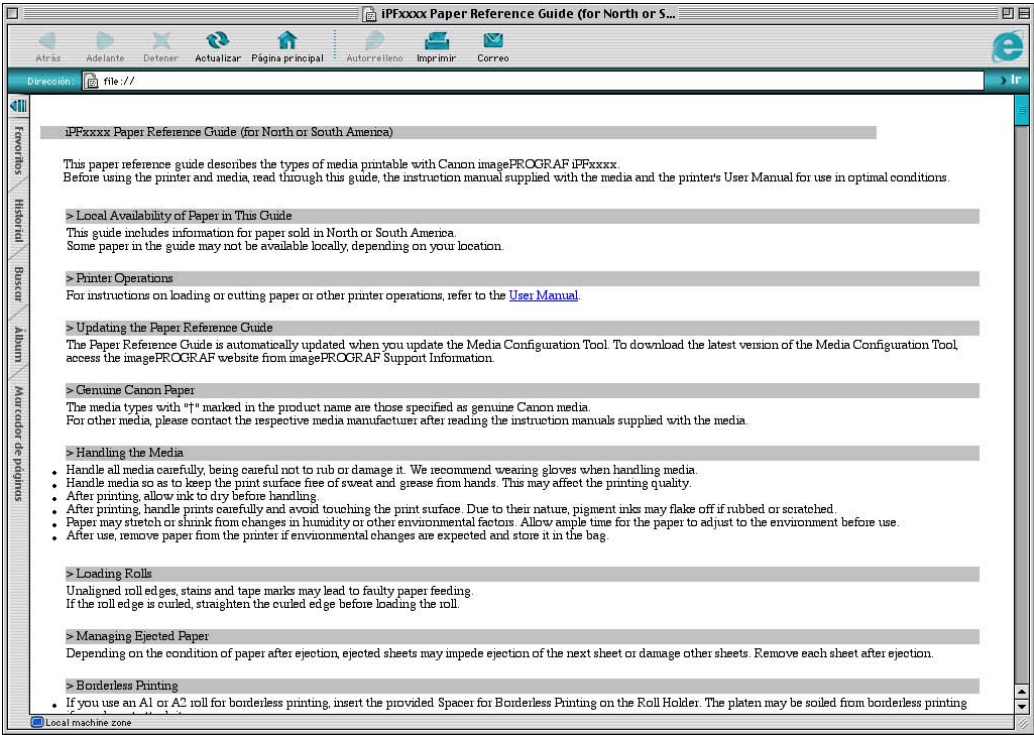 iPFxxxx Paper Reference Guide (for North or S...
Atrás Adelante Detener Actualizar Página principal Autorrelleno Imprimir Correo
Dirección: file:// Ir
Favoritos
Historial
Buscar
Álbum
Marcador de páginas
iPFxxxx Paper Reference Guide (for North or South America)
This paper reference guide describes the types of media printable with Canon imagePROGRAF iPFxxxx.
Before using the printer and media, read through this guide, the instruction manual supplied with the media and the printer's User Manual for use in optimal conditions.
> Local Availability of Paper in This Guide
This guide includes information for paper sold in North or South America.
Some paper in the guide may not be available locally, depending on your location.
> Printer Operations
For instructions on loading or cutting paper or other printer operations, refer to the User Manual.
> Updating the Paper Reference Guide
The Paper Reference Guide is automatically updated when you update the Media Configuration Tool. To download the latest version of the Media Configuration Tool,
access the imagePROGRAF website from imagePROGRAF Support Information.
> Genuine Canon Paper
The media types with "†" marked in the product name are those specified as genuine Canon media.
For other media, please contact the respective media manufacturer after reading the instruction manuals supplied with the media.
> Handling the Media
• Handle all media carefully, being careful not to rub or damage it. We recommend wearing gloves when handling media.
• Handle media so as to keep the print surface free of sweat and grease from hands. This may affect the printing quality.
• After printing, allow ink to dry before handling.
• After printing, handle prints carefully and avoid touching the print surface. Due to their nature, pigment inks may flake off if rubbed or scratched.
• Paper may stretch or shrink from changes in humidity or other environmental factors. Allow ample time for the paper to adjust to the environment before use.
• After use, remove paper from the printer if environmental changes are expected and store it in the bag.
> Loading Rolls
Unaligned roll edges, stains and tape marks may lead to faulty paper feeding.
If the roll edge is curled, straighten the curled edge before loading the roll.
> Managing Ejected Paper
Depending on the condition of paper after ejection, ejected sheets may impede ejection of the next sheet or damage other sheets. Remove each sheet after ejection.
> Borderless Printing
• If you use an A1 or A2 roll for borderless printing, insert the provided Spacer for Borderless Printing on the Roll Holder. The platen may be soiled from borderless printing
Local machine zone